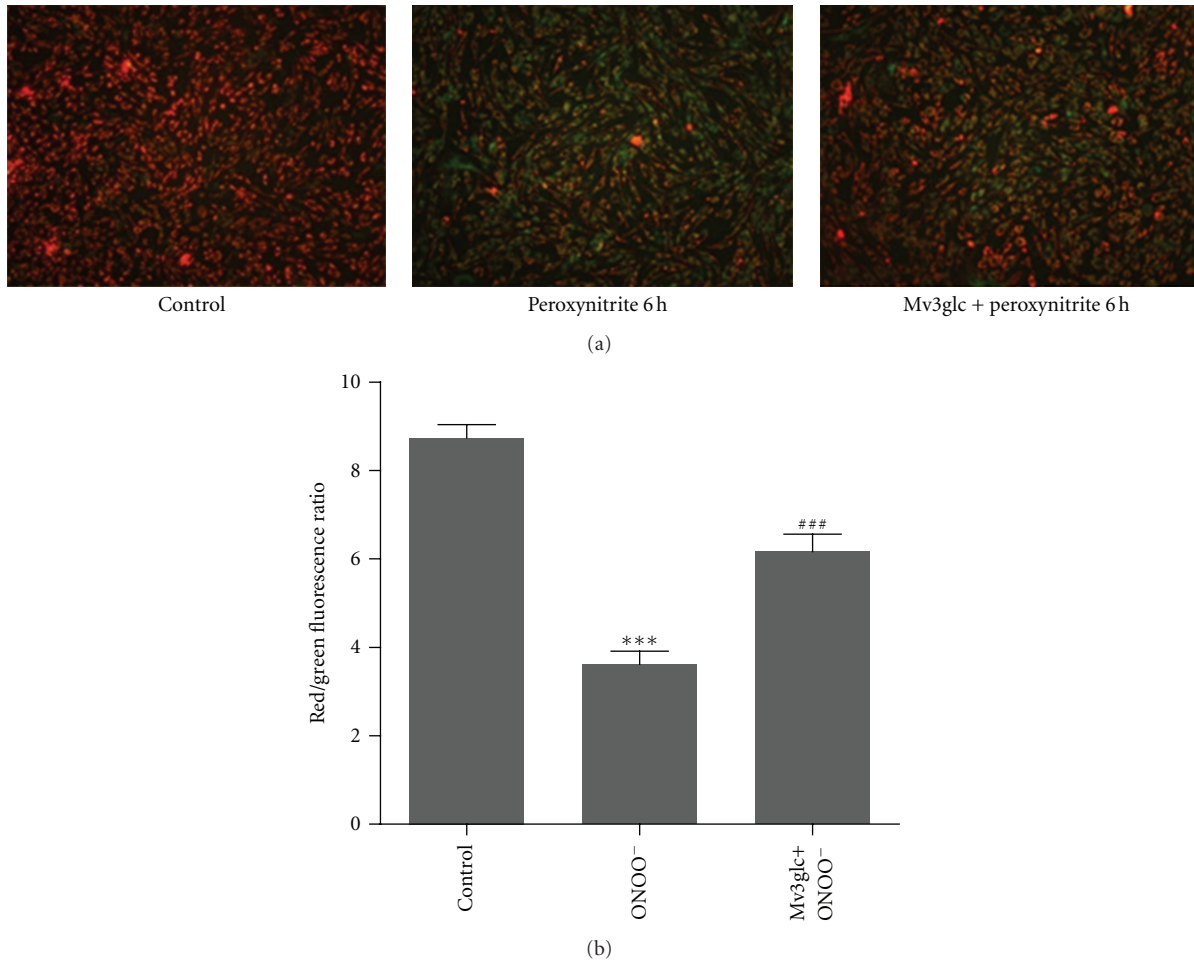 Control
Peroxynitrite 6 h
Mv3glc + peroxynitrite 6 h
(a)
10
8
6
4
2
0
Red/green fluorescence ratio
***
###
Control
ONOO⁻
Mv3glc+
ONOO⁻
(b)